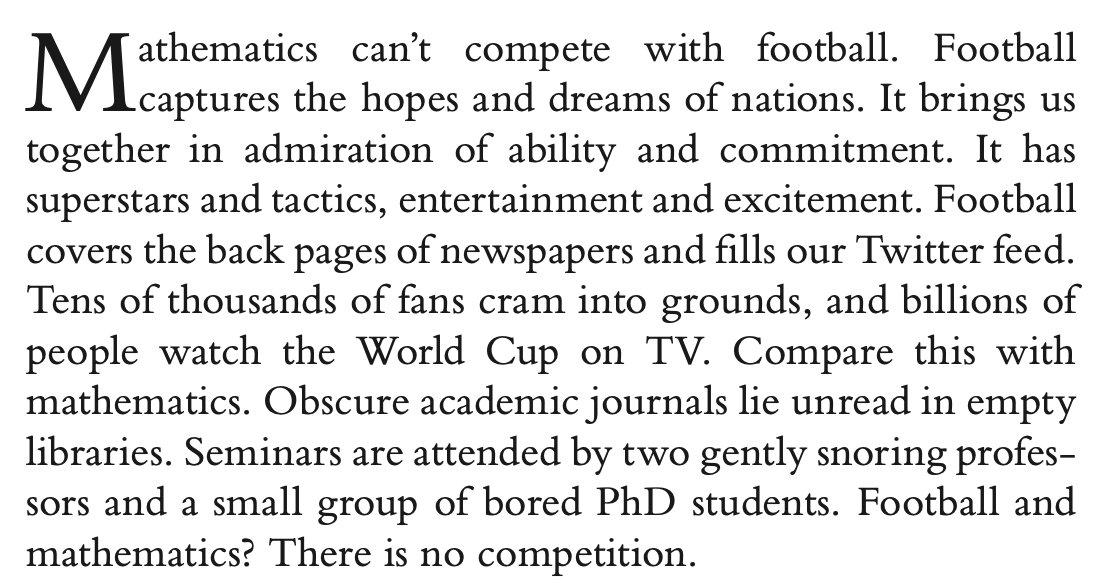 Mathematics can’t compete with football. Football
captures the hopes and dreams of nations. It brings us
together in admiration of ability and commitment. It has
superstars and tactics, entertainment and excitement. Football
covers the back pages of newspapers and fills our Twitter feed.
Tens of thousands of fans cram into grounds, and billions of
people watch the World Cup on TV. Compare this with
mathematics. Obscure academic journals lie unread in empty
libraries. Seminars are attended by two gently snoring profes-
sors and a small group of bored PhD students. Football and
mathematics? There is no competition.